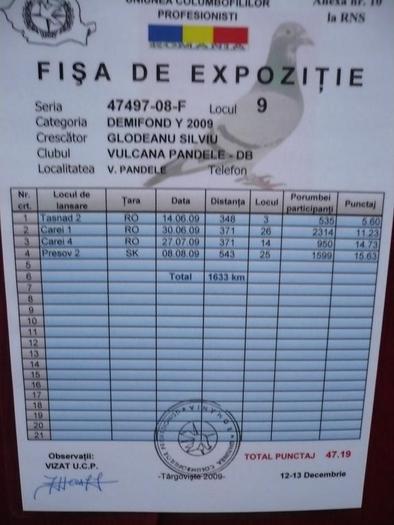 UNIUNEA COLUMBOFILILOR
PROFESIONISTI
Anexa nr. 10
la RNS
ROMANIA
FIŞA DE EXPOZIŢIE
Seria 47497-08-F Locul 9
Categoria DEMIFOND Y 2009
Crescător GLODEANU SILVIU
Clubul VULCANA PANDELE - DB
Localitatea V. PANDELE Telefon
Nr. crt. Locul de lansare Ţara Data Distanţa Locul Porumbei participanţi Punctaj
1 Tasnad 2 RO 14.06.09 348 3 535 5.60
2 Carei 1 RO 30.06.09 371 26 2314 11.23
3 Carei 4 RO 27.07.09 371 14 950 14.73
4 Presov 2 SK 08.08.09 543 25 1599 15.63
5
6 Total 1633 km
7
8
9
10
11
12
13
14
15
16
17
18
19
20
21
Observaţii:
VIZAT U.C.P.
TOTAL PUNCTAJ 47.19
-Târgovişte 2009-
12-13 Decembrie